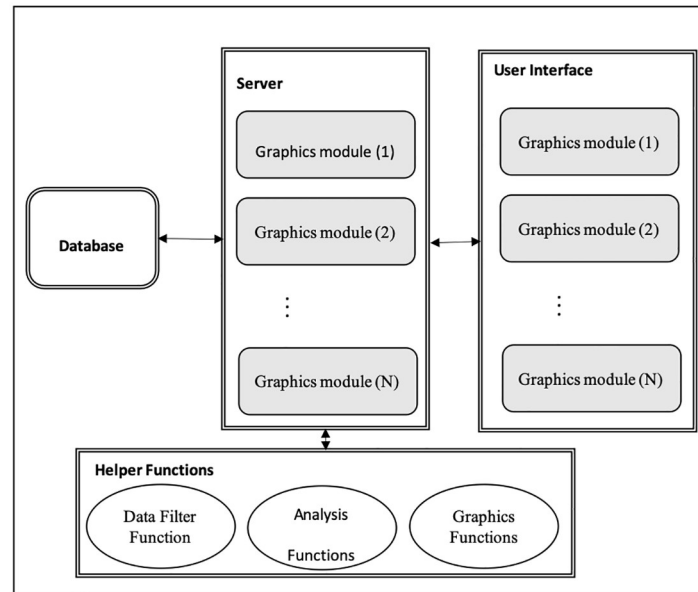 Server
Graphics module (1)
Graphics module (2)
⋮
Graphics module (N)
User Interface
Graphics module (1)
Graphics module (2)
⋮
Graphics module (N)
Database
Helper Functions
Data Filter
Function
Analysis
Functions
Graphics
Functions